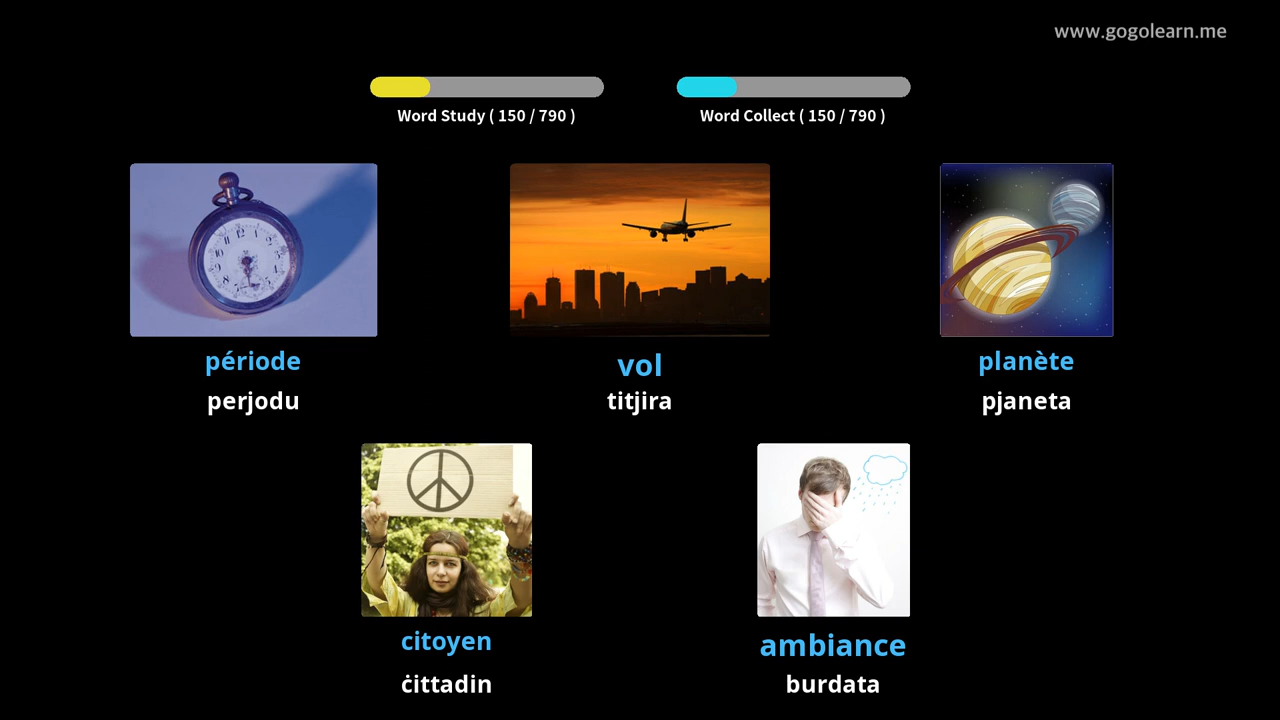 www.gogolearn.me
Word Study ( 150 / 790 )
Word Collect ( 150 / 790 )
période
perjodu
vol
titjira
planète
pjaneta
citoyen
ċittadin
ambiance
burdata